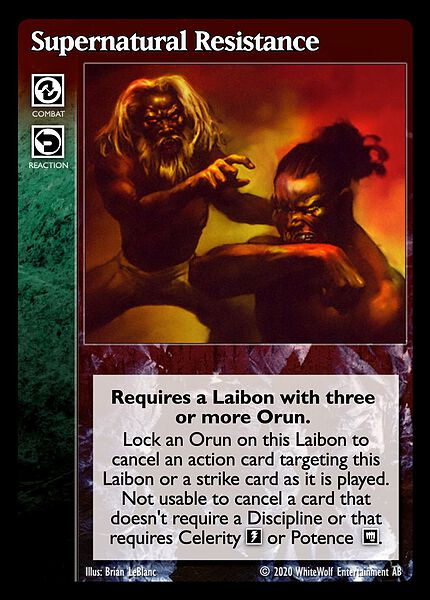 Supernatural Resistance
COMBAT
REACTION
Requires a Laibon with three
or more Orun.
Lock an Orun on this Laibon to
cancel an action card targeting this
Laibon or a strike card as it is played.
Not usable to cancel a card that
doesn't require a Discipline or that
requires Celerity or Potence .
Illus: Brian LeBlanc © 2020 WhiteWolf Entertainment AB